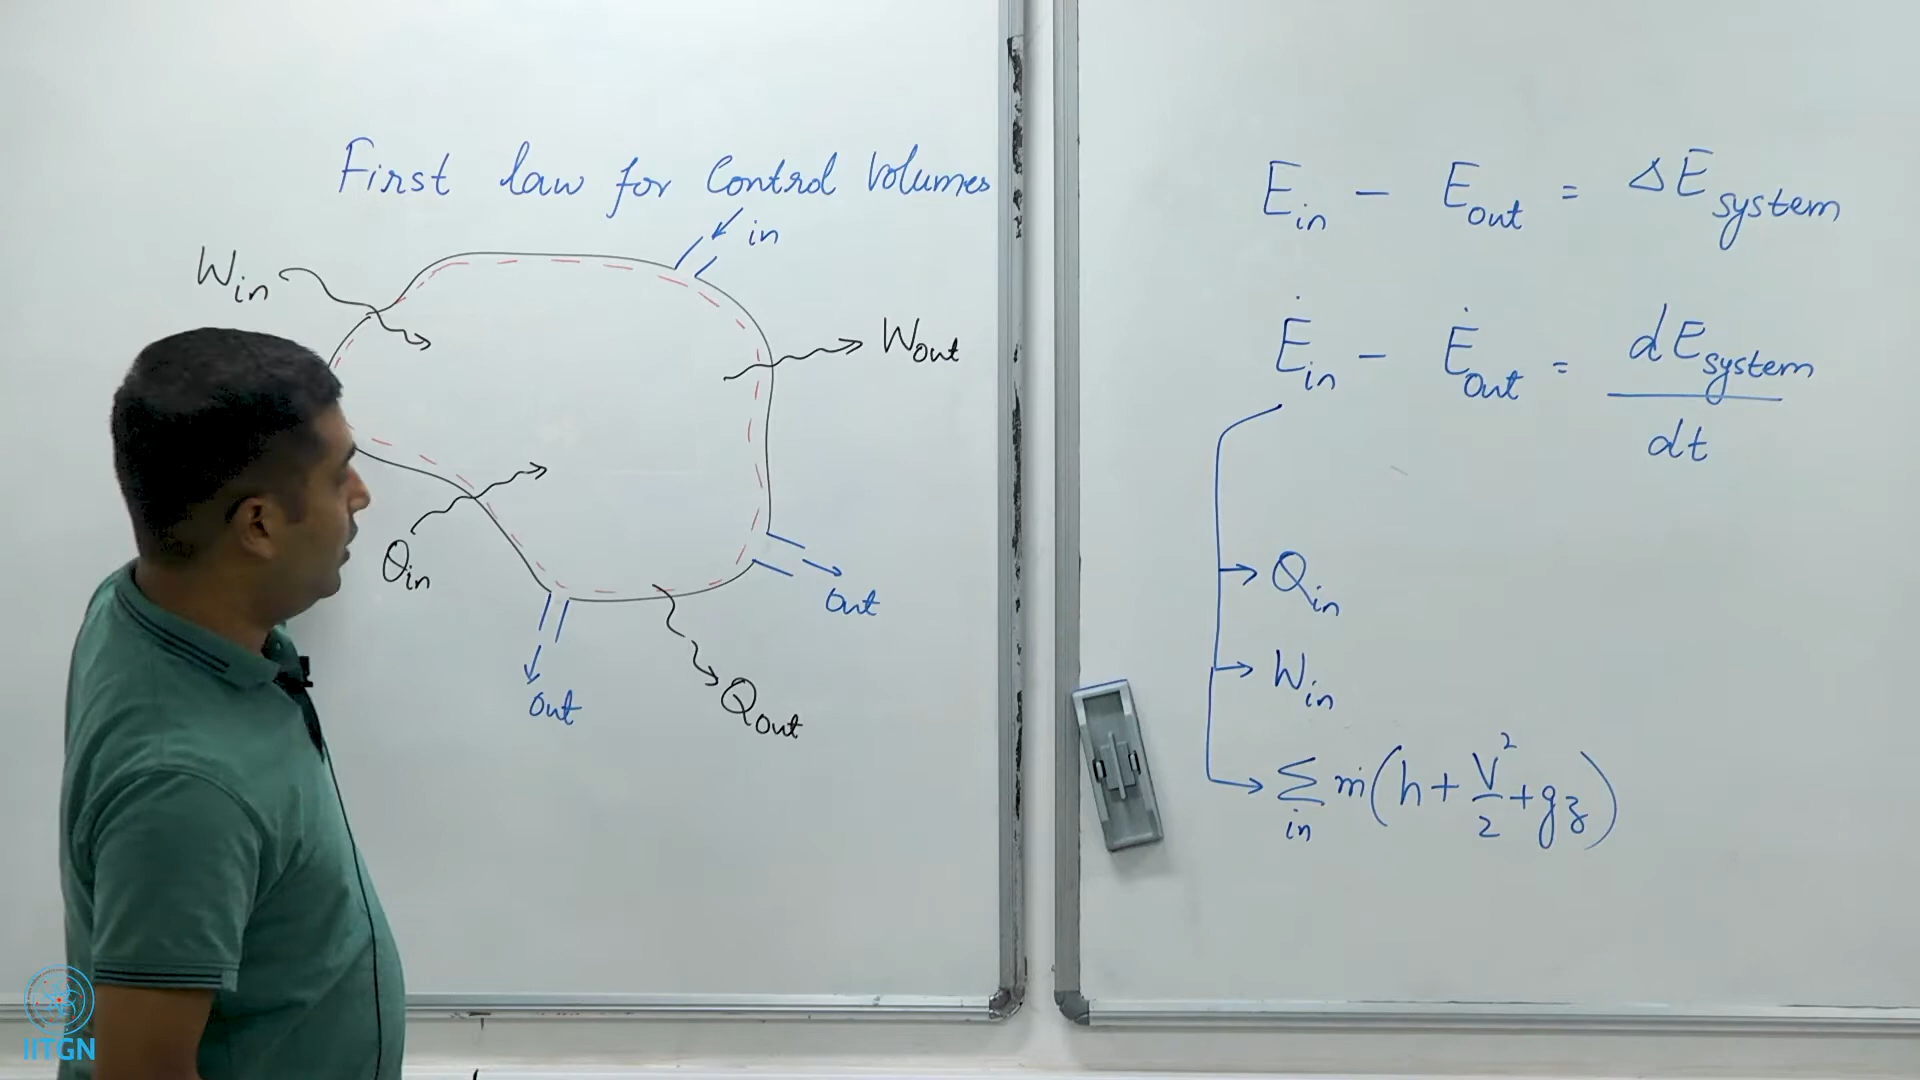 First law for Control Volumes
in
W_in
W_out
Q_in
out
out
Q_out
E_in - E_out = ΔE_system
Ė_in - Ė_out = dE_system / dt
Q_in
W_in
Σ_in ṁ(h + V²/2 + gz)
IITGN